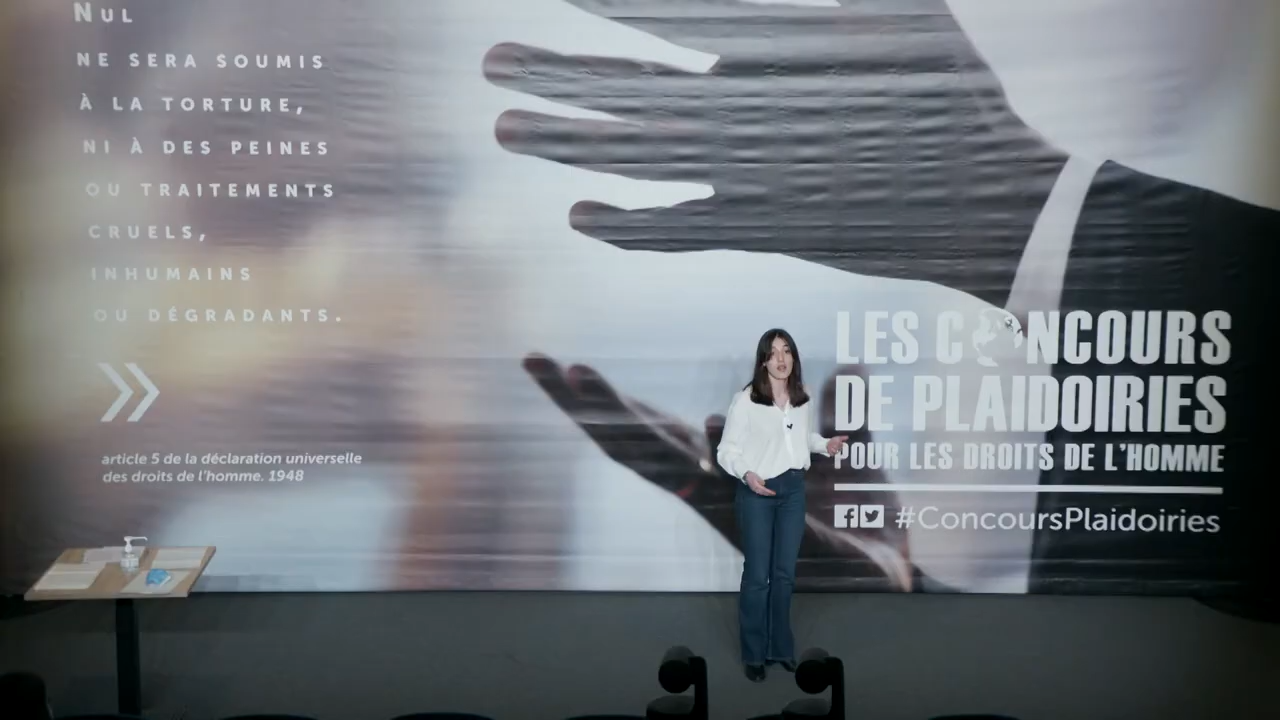 NUL
NE SERA SOUMIS
À LA TORTURE,
NI À DES PEINES
OU TRAITEMENTS
CRUELS,
INHUMAINS
OU DÉGRADANTS.
article 5 de la déclaration universelle
des droits de l'homme. 1948
LES CONCOURS
DE PLAIDOIRIES
POUR LES DROITS DE L'HOMME
#ConcoursPlaidoiries